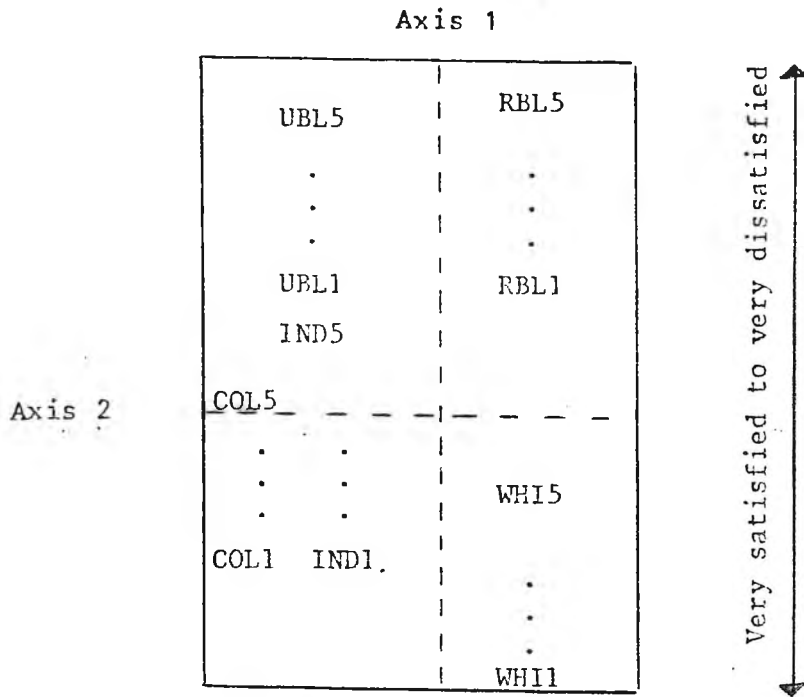 Axis 1
UBL5 RBL5
UBL1 RBL1
IND5
COL5
Axis 2
WHI5
COL1 IND1.
WHI1
Very satisfied to very dissatisfied